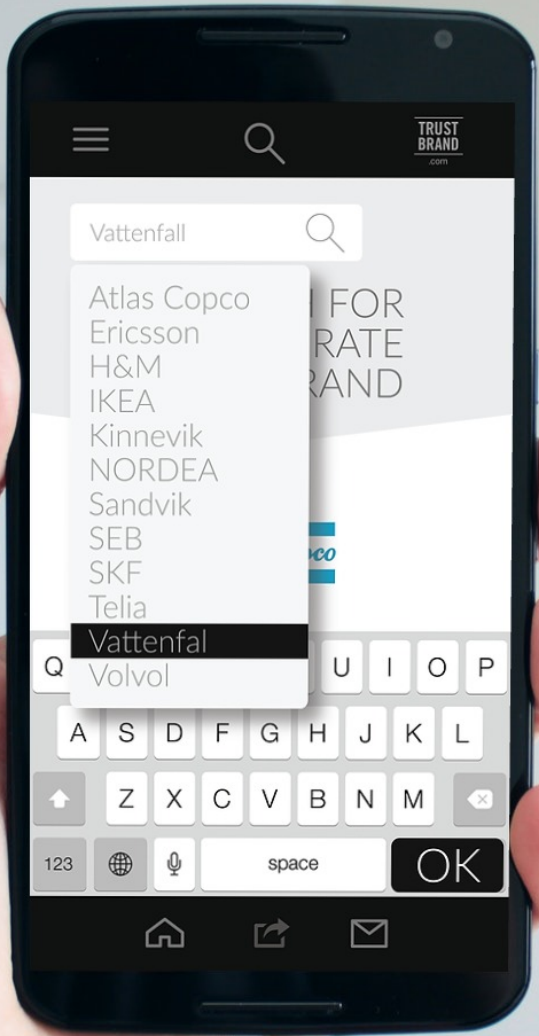 TRUST
BRAND
.com
Vattenfall
Atlas Copco
Ericsson
H&M
IKEA
Kinnevik
NORDEA
Sandvik
SEB
SKF
Telia
Vattenfal
Volvol
FOR
RATE
RAND
co
Q U I O P
A S D F G H J K L
Z X C V B N M
123 space OK